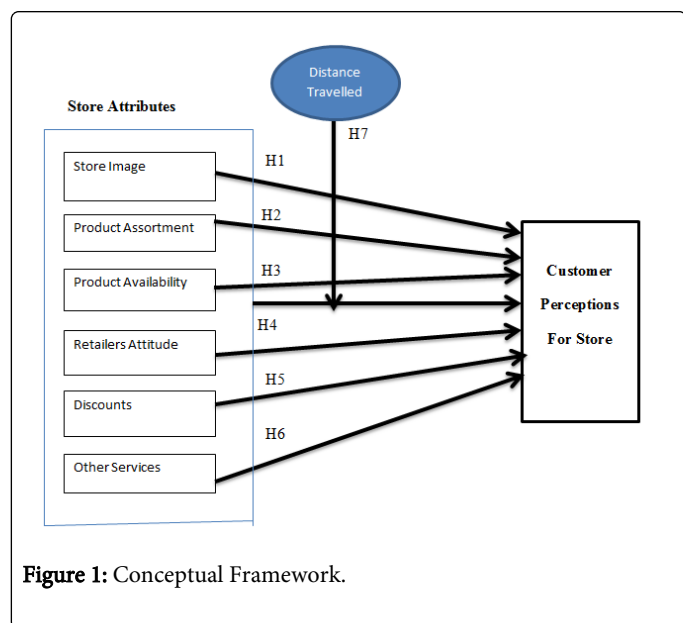 Distance
Travelled
Store Attributes
H7
Store Image
H1
Product Assortment
H2
Product Availability
H3
Customer
Perceptions
For Store
H4
Retailers Attitude
H5
Discounts
H6
Other Services
Figure 1: Conceptual Framework.